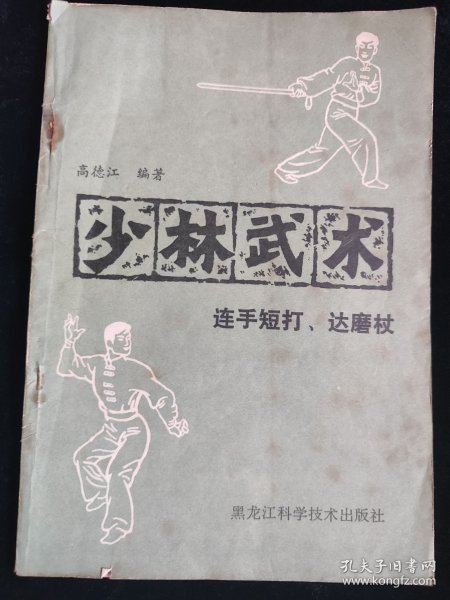 高德江 编著
少林武术
连手短打、达磨杖
黑龙江科学技术出版社
孔夫子旧书网
www.kongfz.com